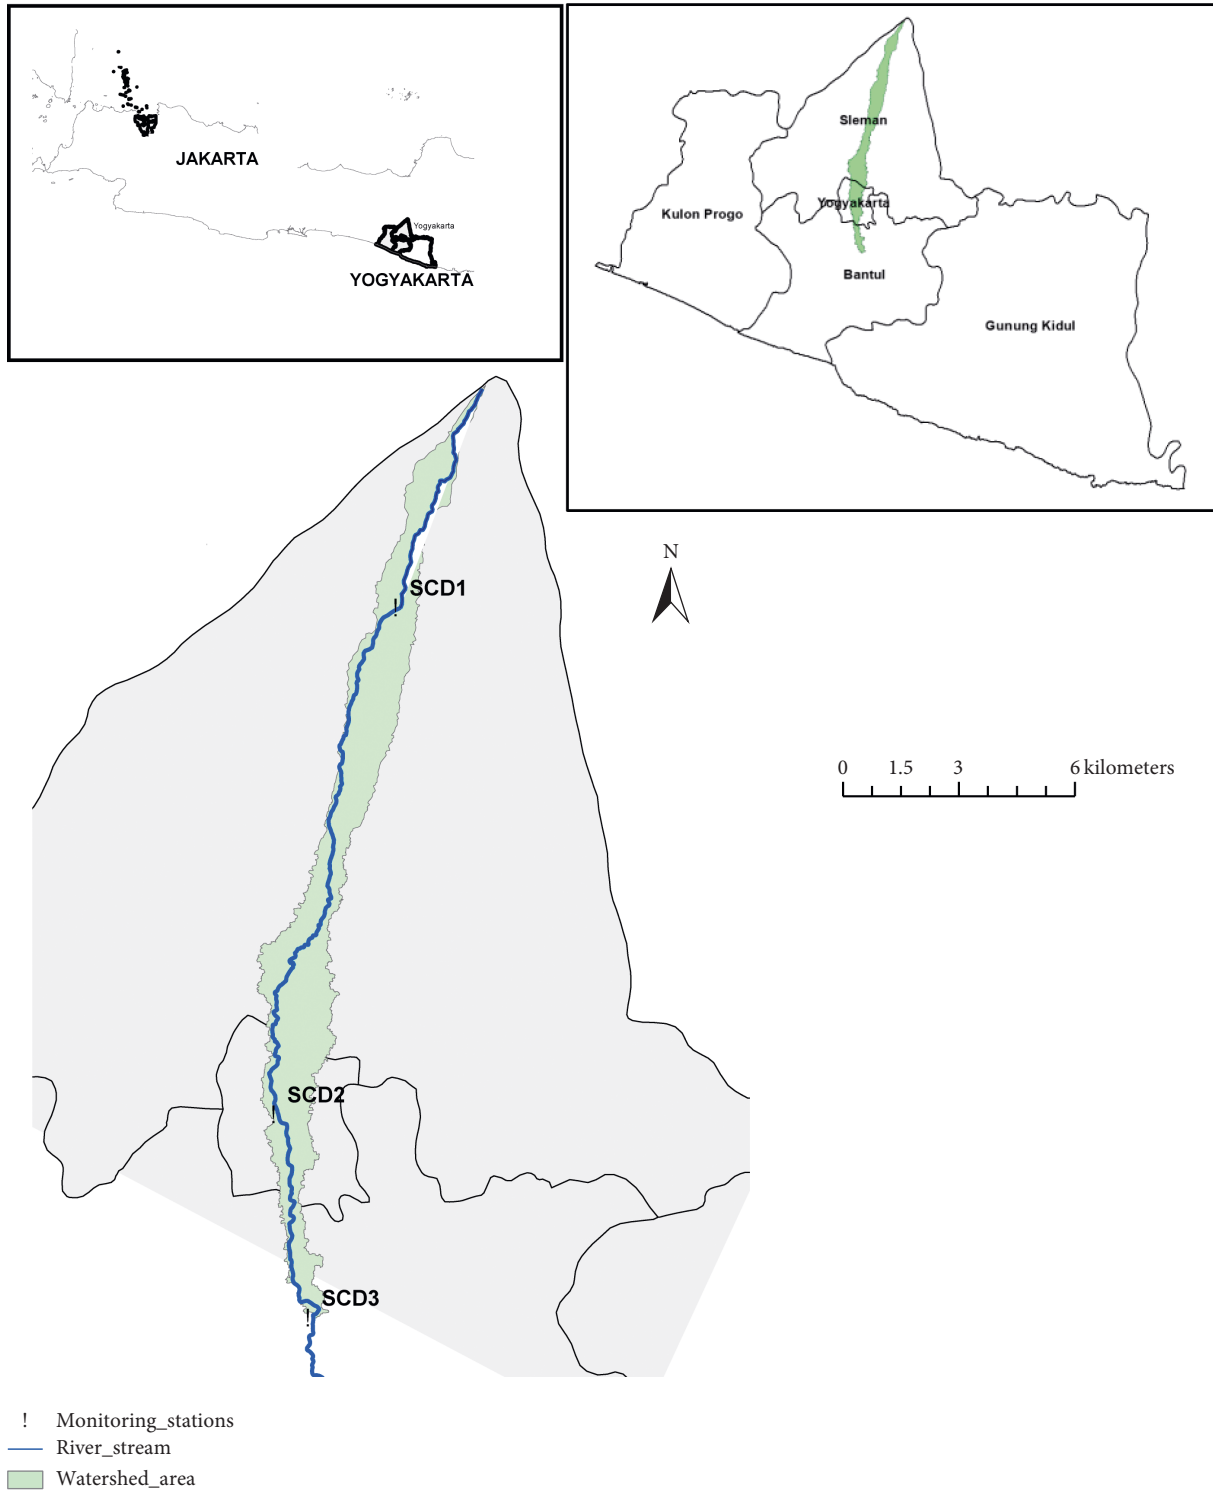 JAKARTA
Yogyakarta
YOGYAKARTA
Sleman
Yogyakarta
Kulon Progo
Bantul
Gunung Kidul
N
SCD1
!
0 1.5 3 6 kilometers
SCD2
!
SCD3
!
! Monitoring_stations
River_stream
Watershed_area